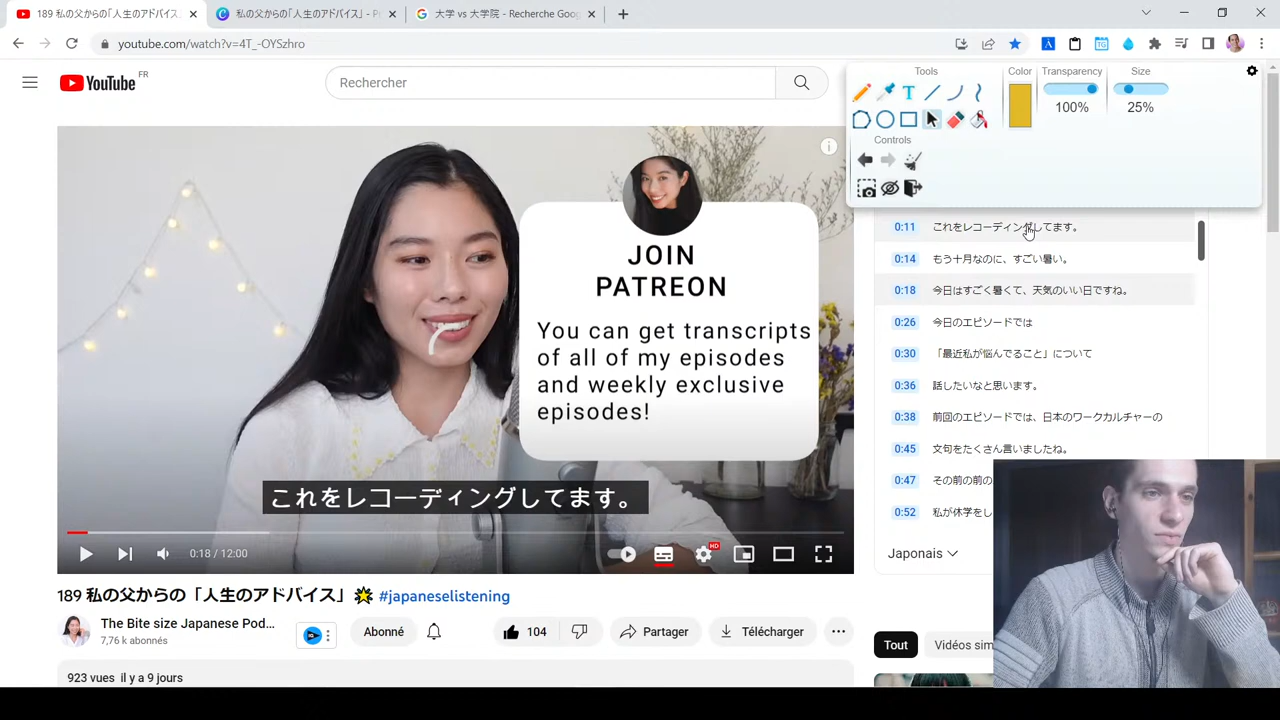 189 私の父からの「人生のアドバイス」
私の父からの「人生のアドバイス」 - P
大学 vs 大学院 - Recherche Goog
youtube.com/watch?v=4T_-OYSzhro
YouTube
FR
Rechercher
Tools
Color
Transparency
Size
100%
25%
Controls
JOIN
PATREON
You can get transcripts
of all of my episodes
and weekly exclusive
episodes!
これをレコーディングしてます。
0:18 / 12:00
HD
0:11 これをレコーディングしてます。
0:14 もう十月なのに、すごい暑い。
0:18 今日はすごく暑くて、天気のいい日ですね。
0:26 今日のエピソードでは
0:30 「最近私が悩んでること」について
0:36 話したいなと思います。
0:38 前回のエピソードでは、日本のワークカルチャーの
0:45 文句をたくさん言いましたね。
0:47 その前の前の
0:52 私が休学をし
Japonais
189 私の父からの「人生のアドバイス」 🌟 #japaneselistening
The Bite size Japanese Pod...
7,76 k abonnés
Abonné
104
Partager
Télécharger
923 vues il y a 9 jours
Tout
Vidéos sim